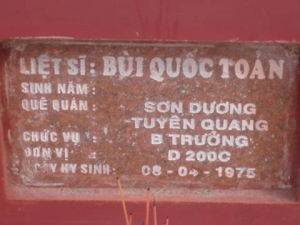 LIỆT SĨ: BÙI QUỐC TOẢN
SINH NĂM :
QUÊ QUÁN : SƠN DƯƠNG
TUYÊN QUANG
CHỨC VỤ : B TRƯỞNG
ĐƠN VỊ : D 200C
NGÀY HY SINH : 08 - 04 - 1975